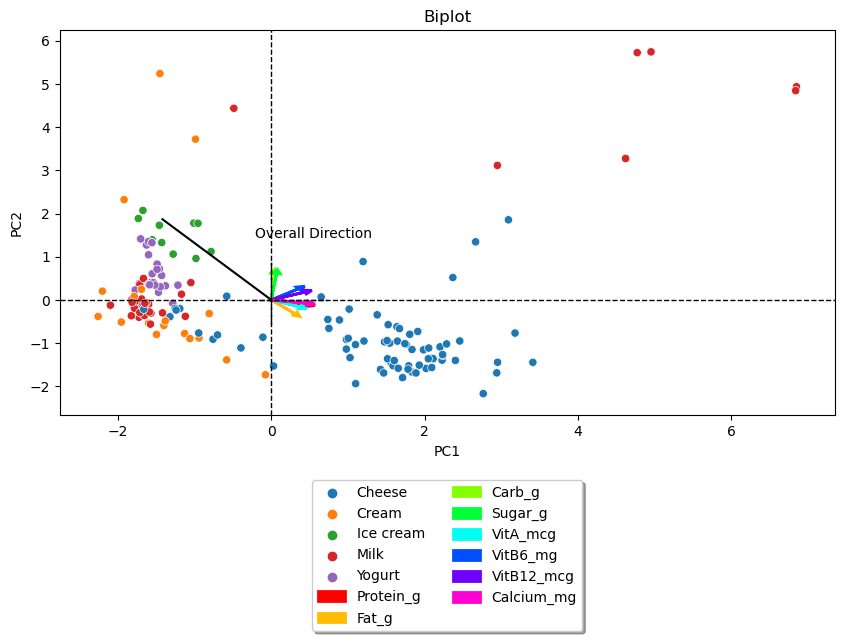 Biplot
6
5
4
3
2
1
0
−1
−2
PC2
Overall Direction
−2
0
2
4
6
PC1
Cheese
Cream
Ice cream
Milk
Yogurt
Protein_g
Fat_g
Carb_g
Sugar_g
VitA_mcg
VitB6_mg
VitB12_mcg
Calcium_mg